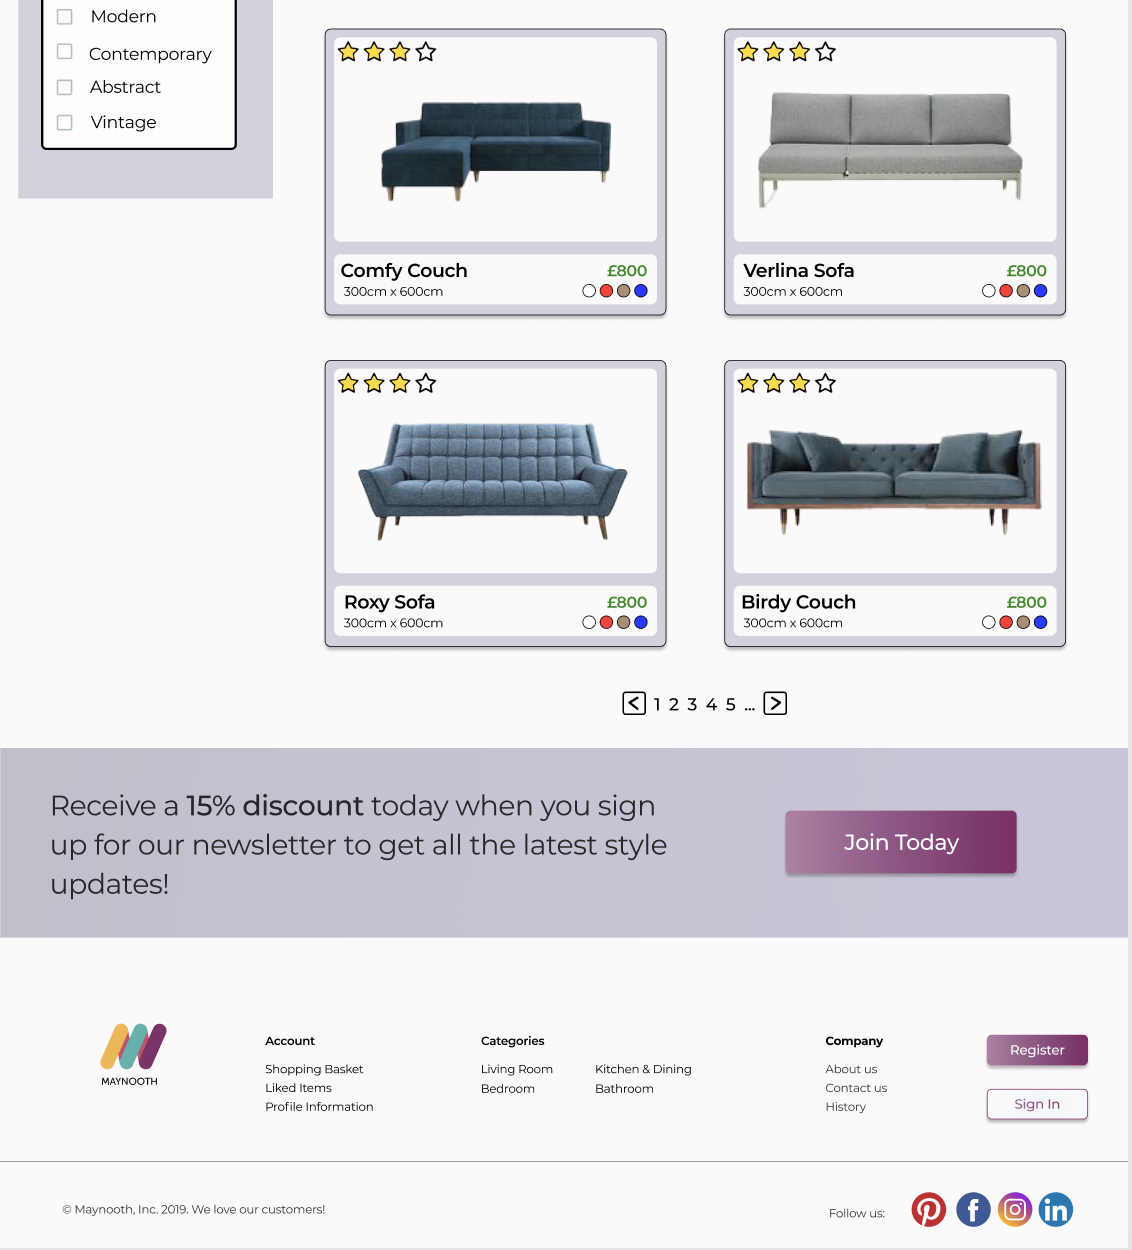 Modern
Contemporary
Abstract
Vintage
Comfy Couch £800
300cm x 600cm
Verlina Sofa £800
300cm x 600cm
Roxy Sofa £800
300cm x 600cm
Birdy Couch £800
300cm x 600cm
< 1 2 3 4 5 ... >
Receive a 15% discount today when you sign
up for our newsletter to get all the latest style
updates!
Join Today
MAYNOOTH
Account
Shopping Basket
Liked Items
Profile Information
Categories
Living Room Kitchen & Dining
Bedroom Bathroom
Company
About us
Contact us
History
Register
Sign In
© Maynooth, Inc. 2019. We love our customers!
Follow us:
f
in